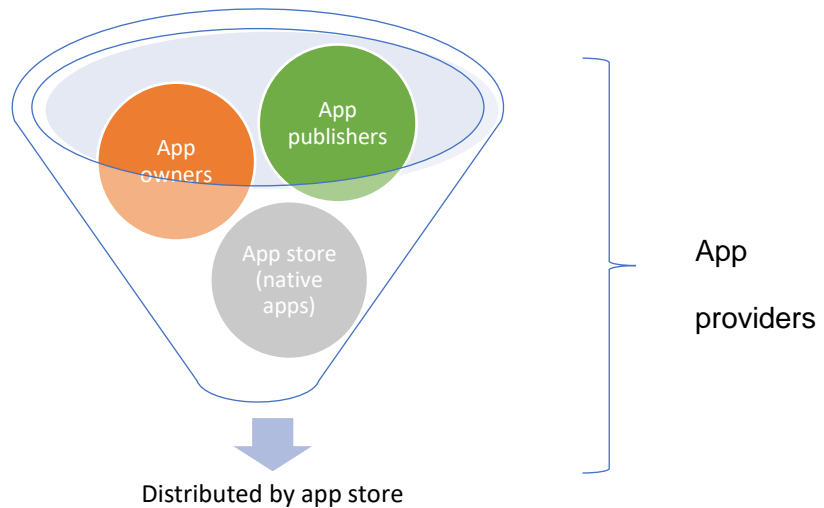 App
publishers
App
owners
App store
(native
apps)
App
providers
Distributed by app store